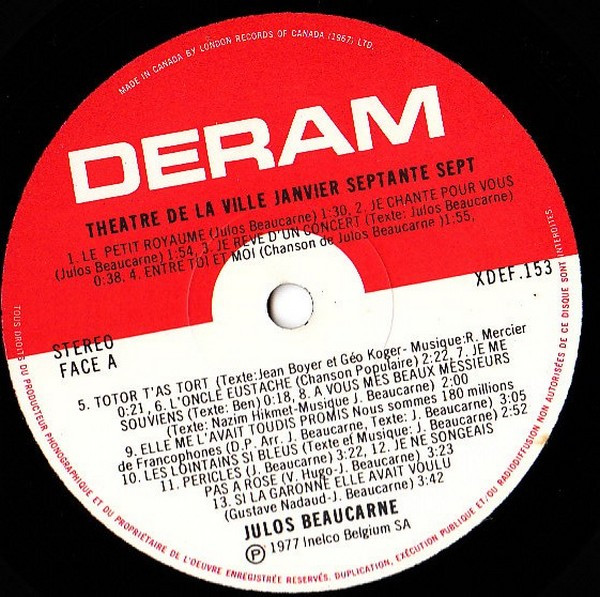 MADE IN CANADA BY LONDON RECORDS OF CANADA (1967) LTD.
DERAM
THEATRE DE LA VILLE JANVIER SEPTANTE SEPT
1. LE PETIT ROYAUME (Julos Beaucarne) 1:30, 2. JE CHANTE POUR VOUS
(Julos Beaucarne) 1:54, 3. JE REVE D'UN CONCERT (Texte: Julos Beaucarne)
0:38, 4. ENTRE TOI ET MOI (Chanson de Julos Beaucarne) 1:55,
XDEF.153
STEREO
FACE A
5. TOTOR T'AS TORT (Texte:Jean Boyer et Géo Koger- Musique:R. Mercier
0:21, 6. L'ONCLE EUSTACHE (Chanson Populaire) 2:22, 7. JE ME
SOUVIENS (Texte: Ben) 0:18, 8. A VOUS MES BEAUX MESSIEURS
(Texte: Nazim Hikmet-Musique J. Beaucarne) 2:00
9. ELLE ME L'AVAIT TOUDIS PROMIS Nous sommes 180 millions
de Francophones (D.P. Arr. J. Beaucarne, Texte: J. Beaucarne) 3:05
10. LES LOINTAINS SI BLEUS (Texte et Musique: J. Beaucarne) 2:52
11. PERICLES (J. Beaucarne) 3:22, 12. JE NE SONGEAIS
PAS A ROSE (V. Hugo-J. Beaucarne) 3:23
13. SI LA GARONNE ELLE AVAIT VOULU
(Gustave Nadaud-J. Beaucarne) 3:42
JULOS BEAUCARNE
Ⓟ 1977 Inelco Belgium SA
TOUS DROITS DU PRODUCTEUR PHONOGRAPHIQUE ET DU PROPRIÉTAIRE DE L'OEUVRE ENREGISTRÉE RESERVÉS. DUPLICATION, EXÉCUTION PUBLIQUE ET/OU RADIODIFFUSION NON AUTORISÉES DE CE DISQUE SONT INTERDITES